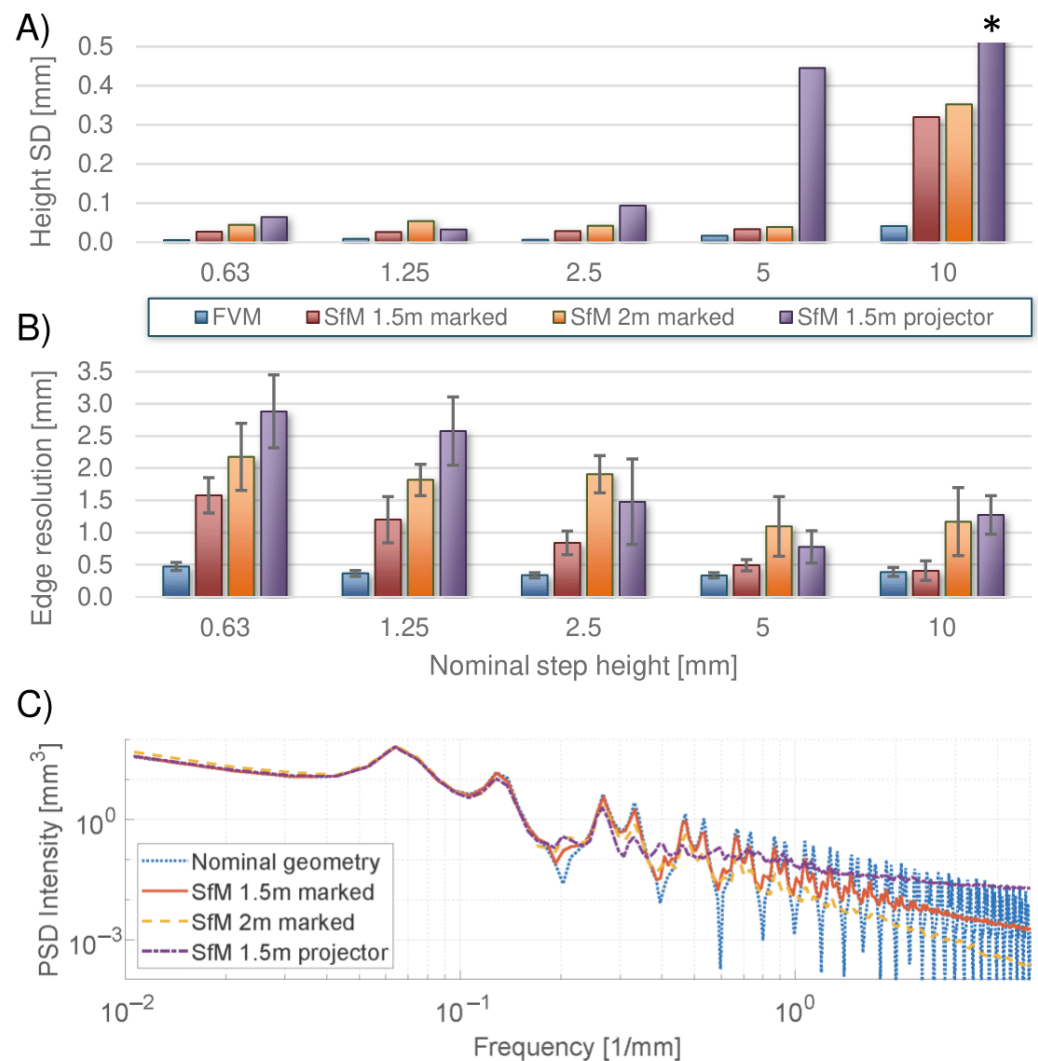 A)
*
Height SD [mm]
0.5
0.4
0.3
0.2
0.1
0.0
0.63 1.25 2.5 5 10
FVM SfM 1.5m marked SfM 2m marked SfM 1.5m projector
B)
Edge resolution [mm]
3.5
3.0
2.5
2.0
1.5
1.0
0.5
0.0
0.63 1.25 2.5 5 10
Nominal step height [mm]
C)
PSD Intensity [mm³]
10⁰
10⁻³
Nominal geometry
SfM 1.5m marked
SfM 2m marked
SfM 1.5m projector
10⁻² 10⁻¹ 10⁰
Frequency [1/mm]